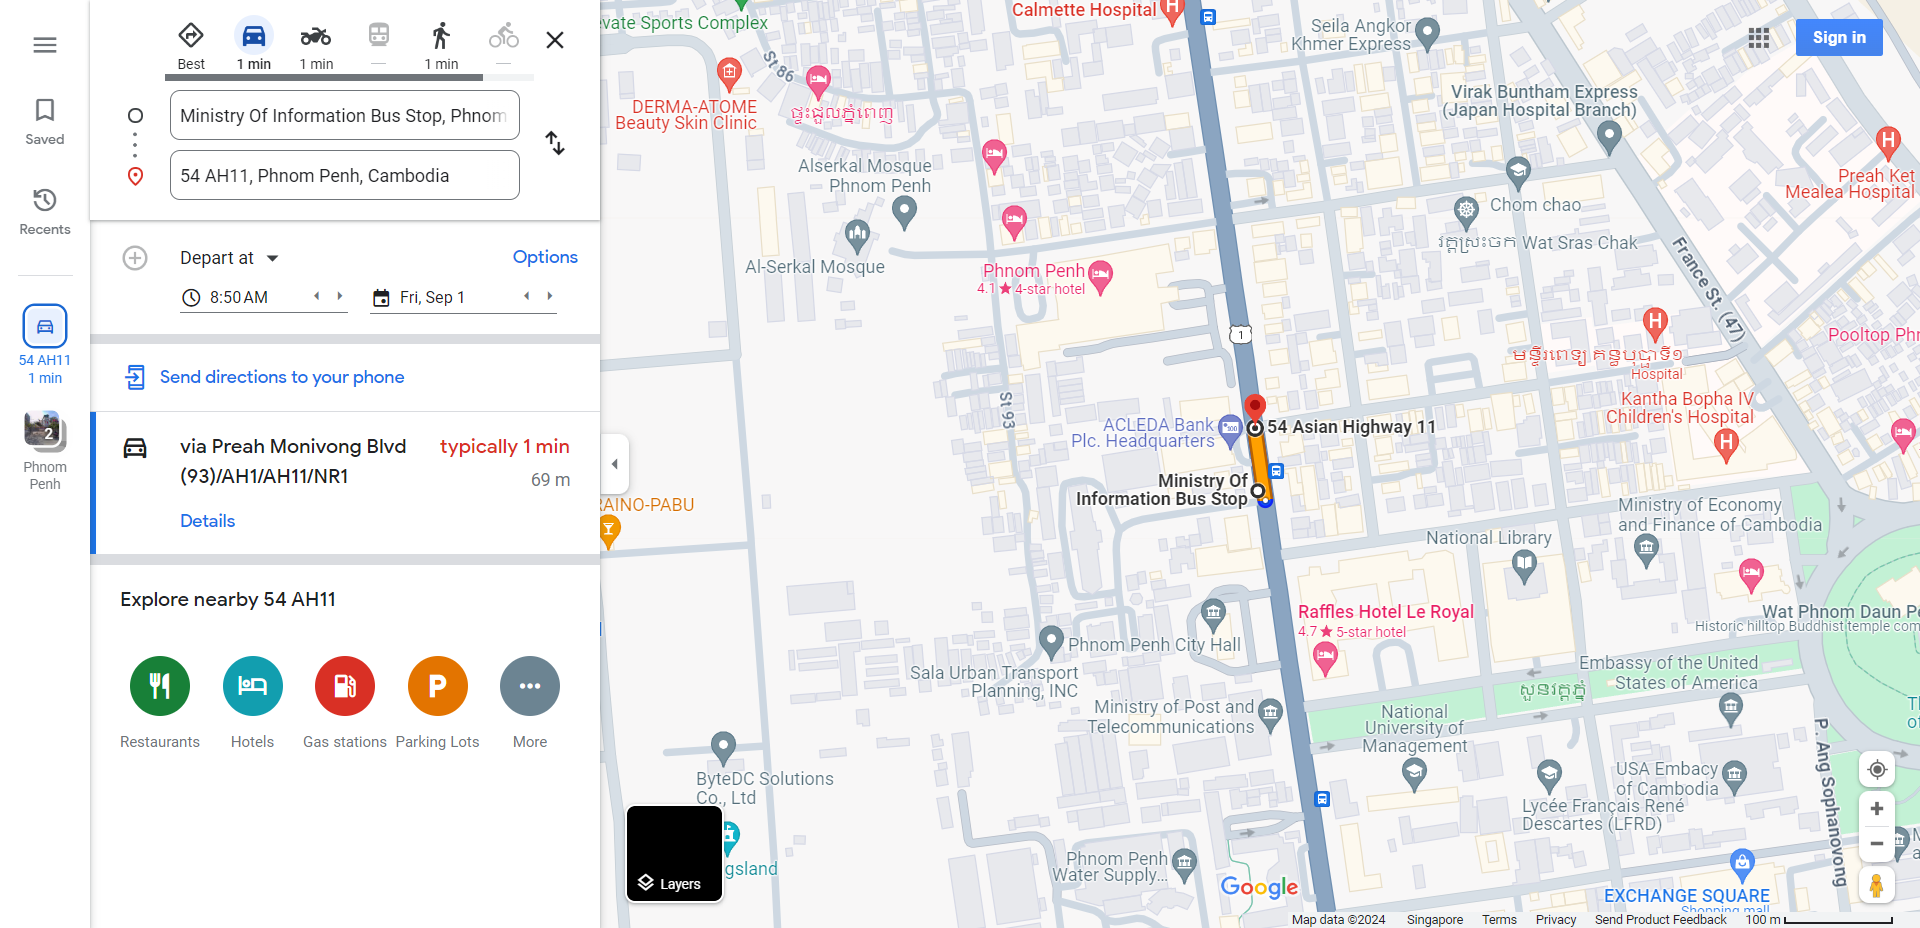 Best
1 min
1 min
—
1 min
—
Ministry Of Information Bus Stop, Phnom
54 AH11, Phnom Penh, Cambodia
Saved
Recents
54 AH11
1 min
2
Phnom
Penh
Depart at
Options
8:50 AM
Fri, Sep 1
Send directions to your phone
via Preah Monivong Blvd
(93)/AH1/AH11/NR1
typically 1 min
69 m
Details
Explore nearby 54 AH11
Restaurants
Hotels
Gas stations
Parking Lots
More
Sign in
vate Sports Complex
Calmette Hospital
Seila Angkor
Khmer Express
St 86
DERMA-ATOME
Beauty Skin Clinic
ផ្ទះជួលភ្នំពេញ
Virak Buntham Express
(Japan Hospital Branch)
Alserkal Mosque
Phnom Penh
Preah Ket
Mealea Hospital
Chom chao
វត្តស្រះចក Wat Sras Chak
Al-Serkal Mosque
Phnom Penh
4.1★ 4-star hotel
France St. (47)
1
Pooltop Phn
មន្ទីរពេទ្យ គន្ធបុប្ផាទី១
Hospital
Kantha Bopha IV
Children's Hospital
St 93
ACLEDA Bank
Plc. Headquarters
54 Asian Highway 11
Ministry Of
Information Bus Stop
RAINO-PABU
Ministry of Economy
and Finance of Cambodia
National Library
Raffles Hotel Le Royal
4.7★ 5-star hotel
Wat Phnom Daun Pe
Historic hilltop Buddhist temple com
Phnom Penh City Hall
Sala Urban Transport
Planning, INC
Embassy of the United
States of America
សួនវត្តភ្នំ
Ministry of Post and
Telecommunications
National
University of
Management
P. Ang Sophanovong
ByteDC Solutions
Co., Ltd
USA Embacy
of Cambodia
Lycée Français René
Descartes (LFRD)
gsland
Layers
Phnom Penh
Water Supply...
Google
EXCHANGE SQUARE
Shopping mall
Map data ©2024
Singapore
Terms
Privacy
Send Product Feedback
100 m